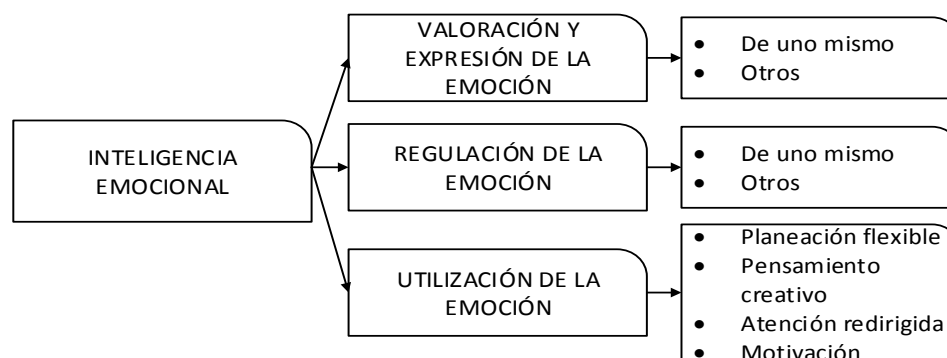 INTELIGENCIA
EMOCIONAL
VALORACIÓN Y
EXPRESIÓN DE LA
EMOCIÓN
• De uno mismo
• Otros
REGULACIÓN DE LA
EMOCIÓN
• De uno mismo
• Otros
UTILIZACIÓN DE LA
EMOCIÓN
• Planeación flexible
• Pensamiento
creativo
• Atención redirigida
• Motivación